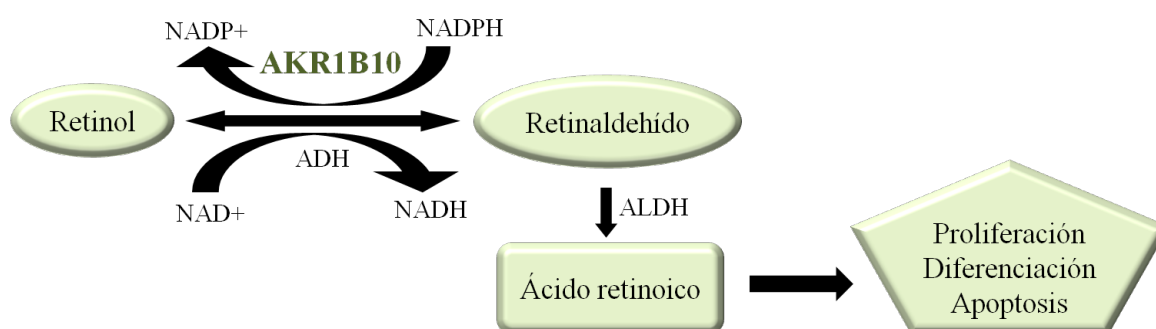 NADP+
NADPH
AKR1B10
Retinol
Retinaldehído
ADH
NAD+
NADH
ALDH
Ácido retinoico
Proliferación
Diferenciación
Apoptosis